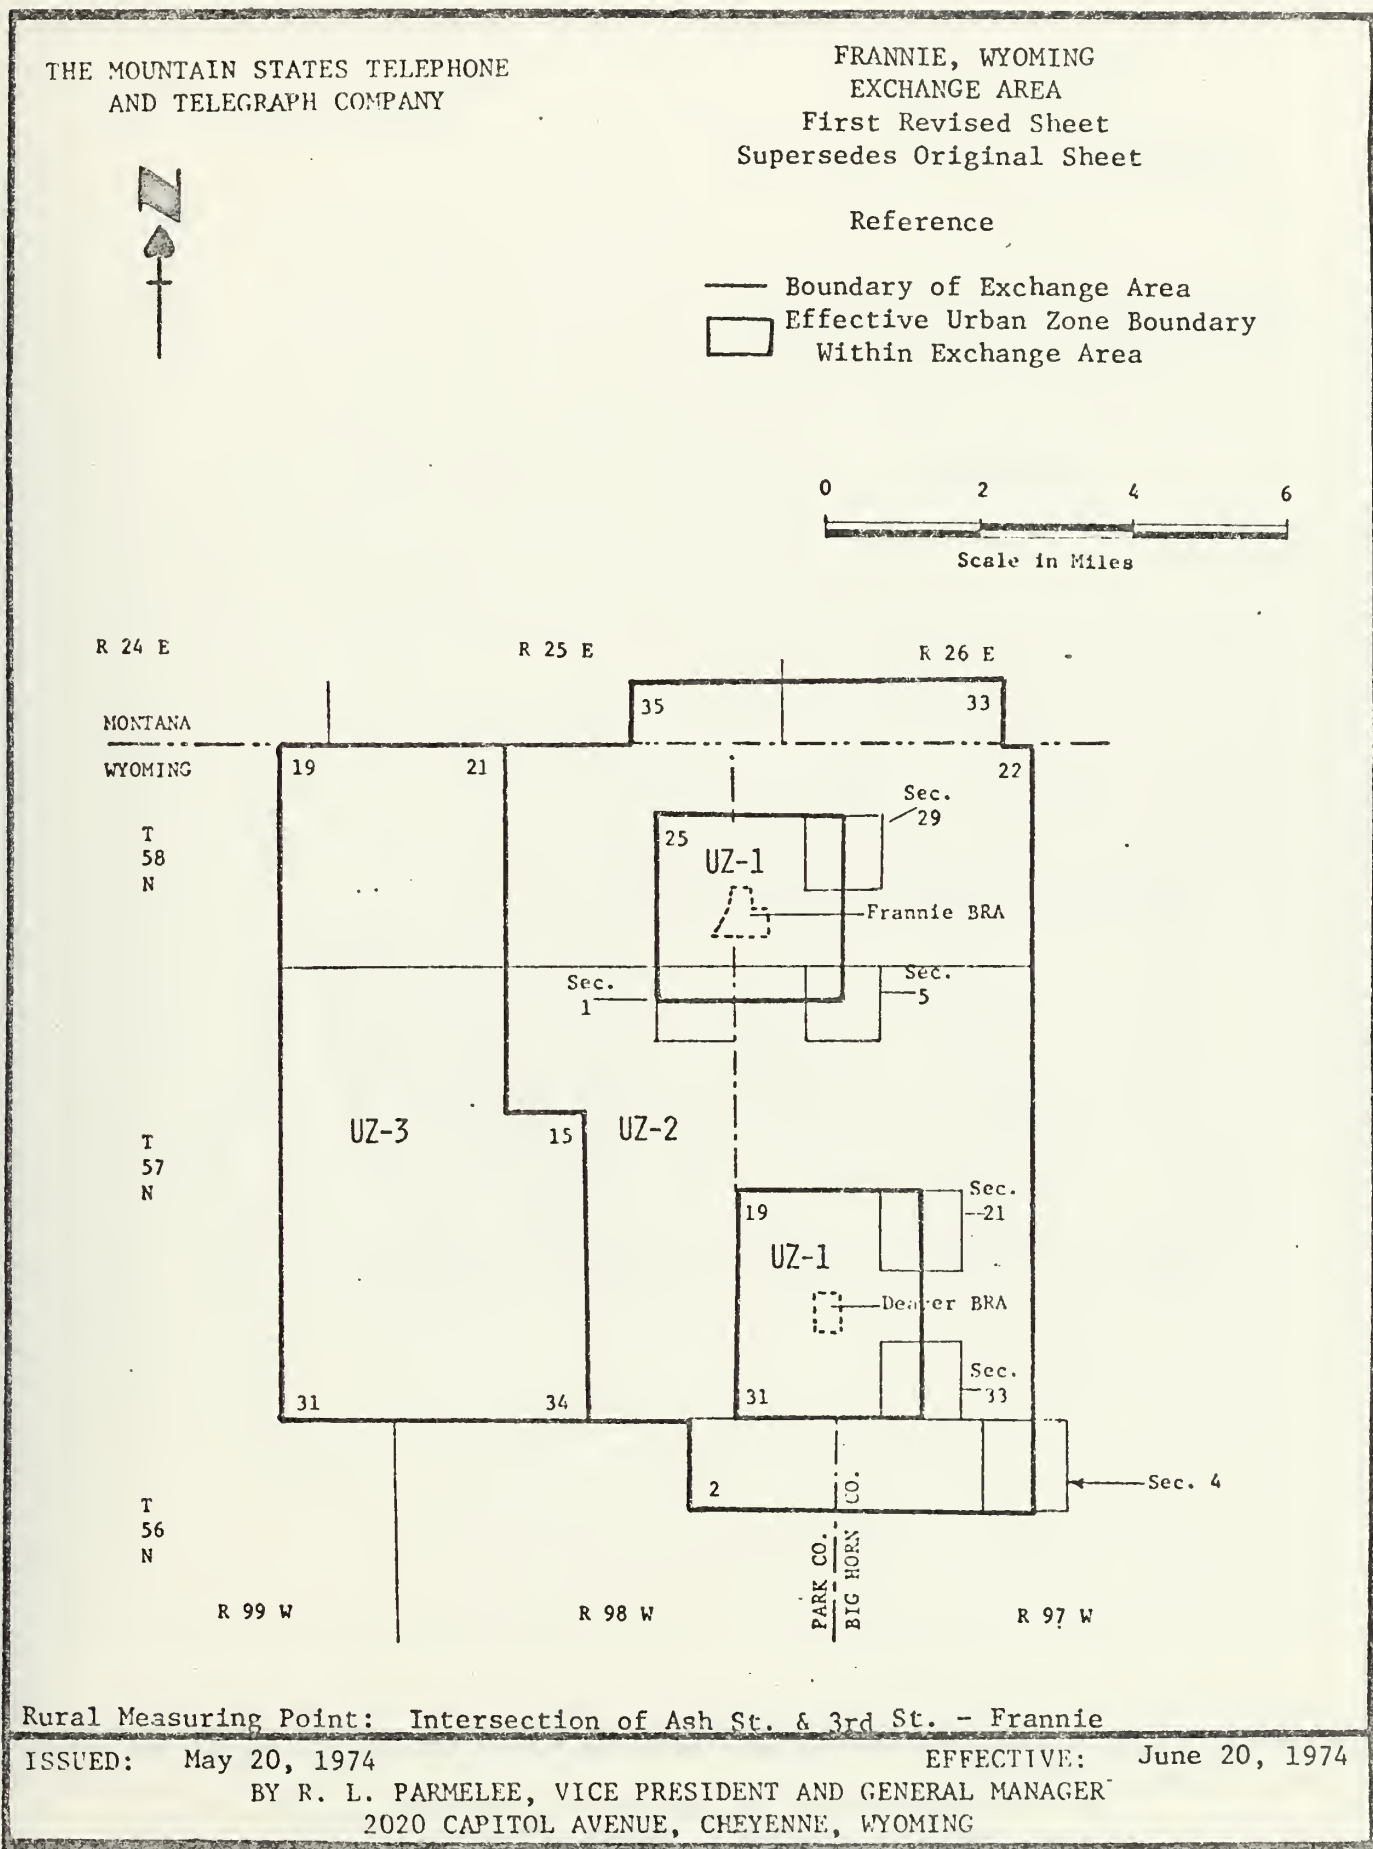 THE MOUNTAIN STATES TELEPHONE
AND TELEGRAPH COMPANY
FRANNIE, WYOMING
EXCHANGE AREA
First Revised Sheet
Supersedes Original Sheet
N
Reference
Boundary of Exchange Area
Effective Urban Zone Boundary
Within Exchange Area
0 2 4 6
Scale in Miles
R 24 E R 25 E R 26 E
35 33
MONTANA
WYOMING
19 21 22
T
58
N
Sec.
29
25
UZ-1
Frannie BRA
Sec.
1
Sec.
5
UZ-3
15
UZ-2
T
57
N
19
Sec.
21
UZ-1
Deaver BRA
31 34 31
Sec.
33
2
Sec. 4
T
56
N
PARK CO.
BIG HORN CO.
R 99 W R 98 W R 97 W
Rural Measuring Point: Intersection of Ash St. & 3rd St. - Frannie
ISSUED: May 20, 1974 EFFECTIVE: June 20, 1974
BY R. L. PARMELEE, VICE PRESIDENT AND GENERAL MANAGER
2020 CAPITOL AVENUE, CHEYENNE, WYOMING